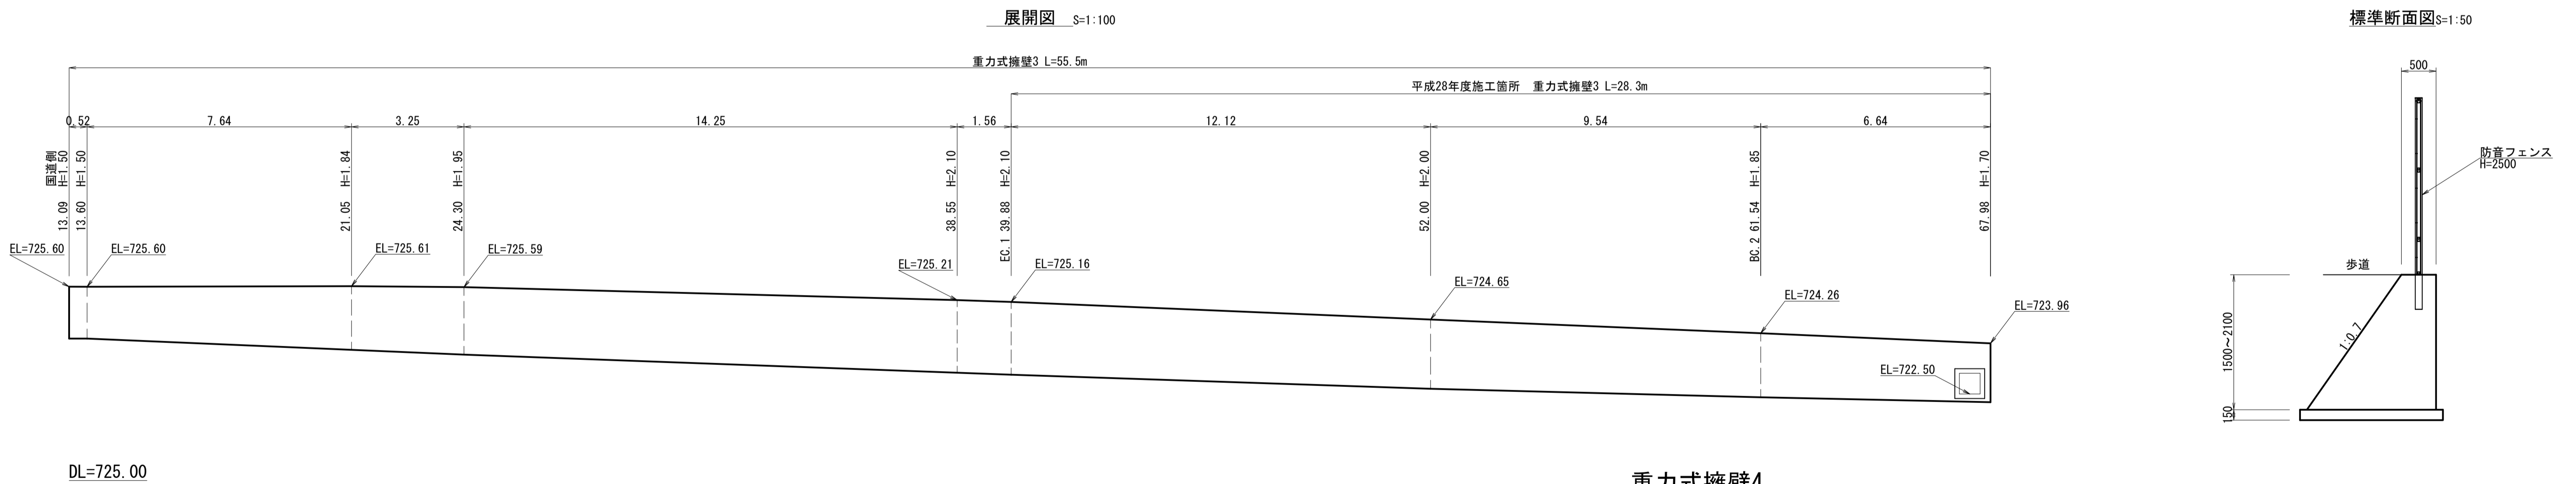 展開図 S=1:100
標準断面図 S=1:50
重力式擁壁3 L=55.5m
平成28年度施工箇所　重力式擁壁3 L=28.3m
0.52
7.64
3.25
14.25
1.56
12.12
9.54
6.64
国道側
13.09 H=1.50
13.60 H=1.50
21.05 H=1.84
24.30 H=1.95
38.55 H=2.10
EC.1 39.88 H=2.10
52.00 H=2.00
BC.2 61.54 H=1.85
67.98 H=1.70
EL=725.60
EL=725.60
EL=725.61
EL=725.59
EL=725.21
EL=725.16
EL=724.65
EL=724.26
EL=723.96
EL=722.50
DL=725.00
500
防音フェンス
H=2500
歩道
1:0.7
1500～2100
150
重力式擁壁4